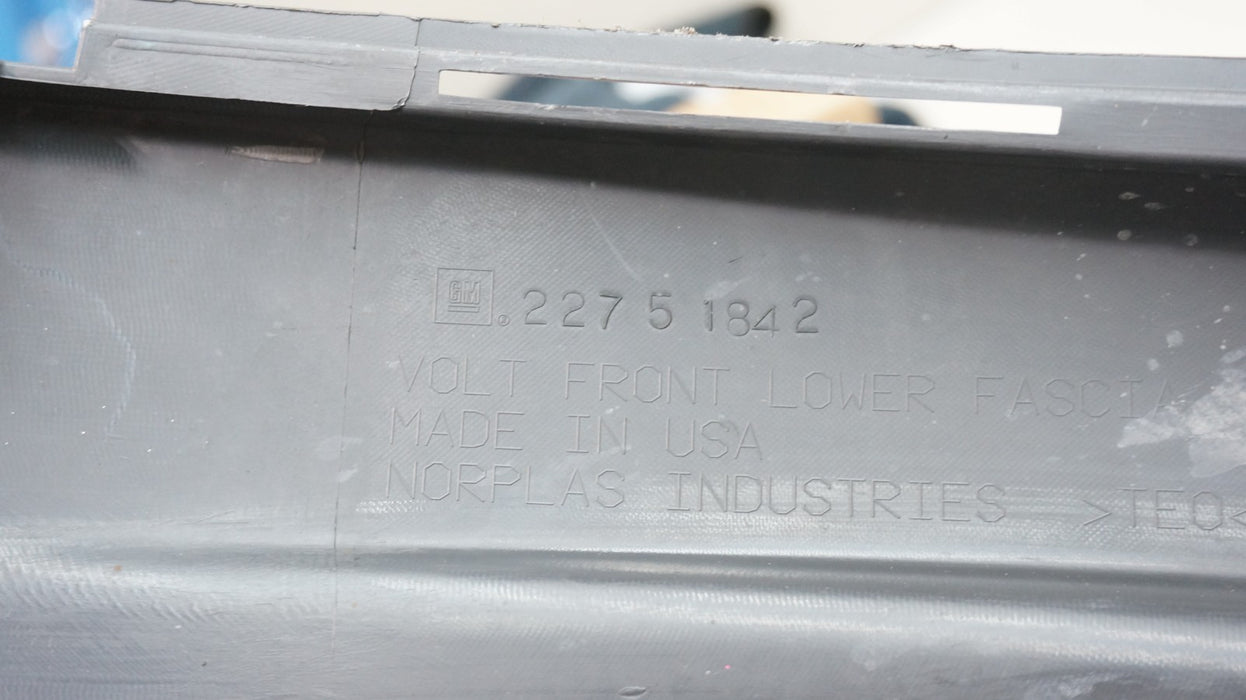 GM ® 22751842
VOLT FRONT LOWER FASCIA
MADE IN USA
NORPLAS INDUSTRIES >TEO<